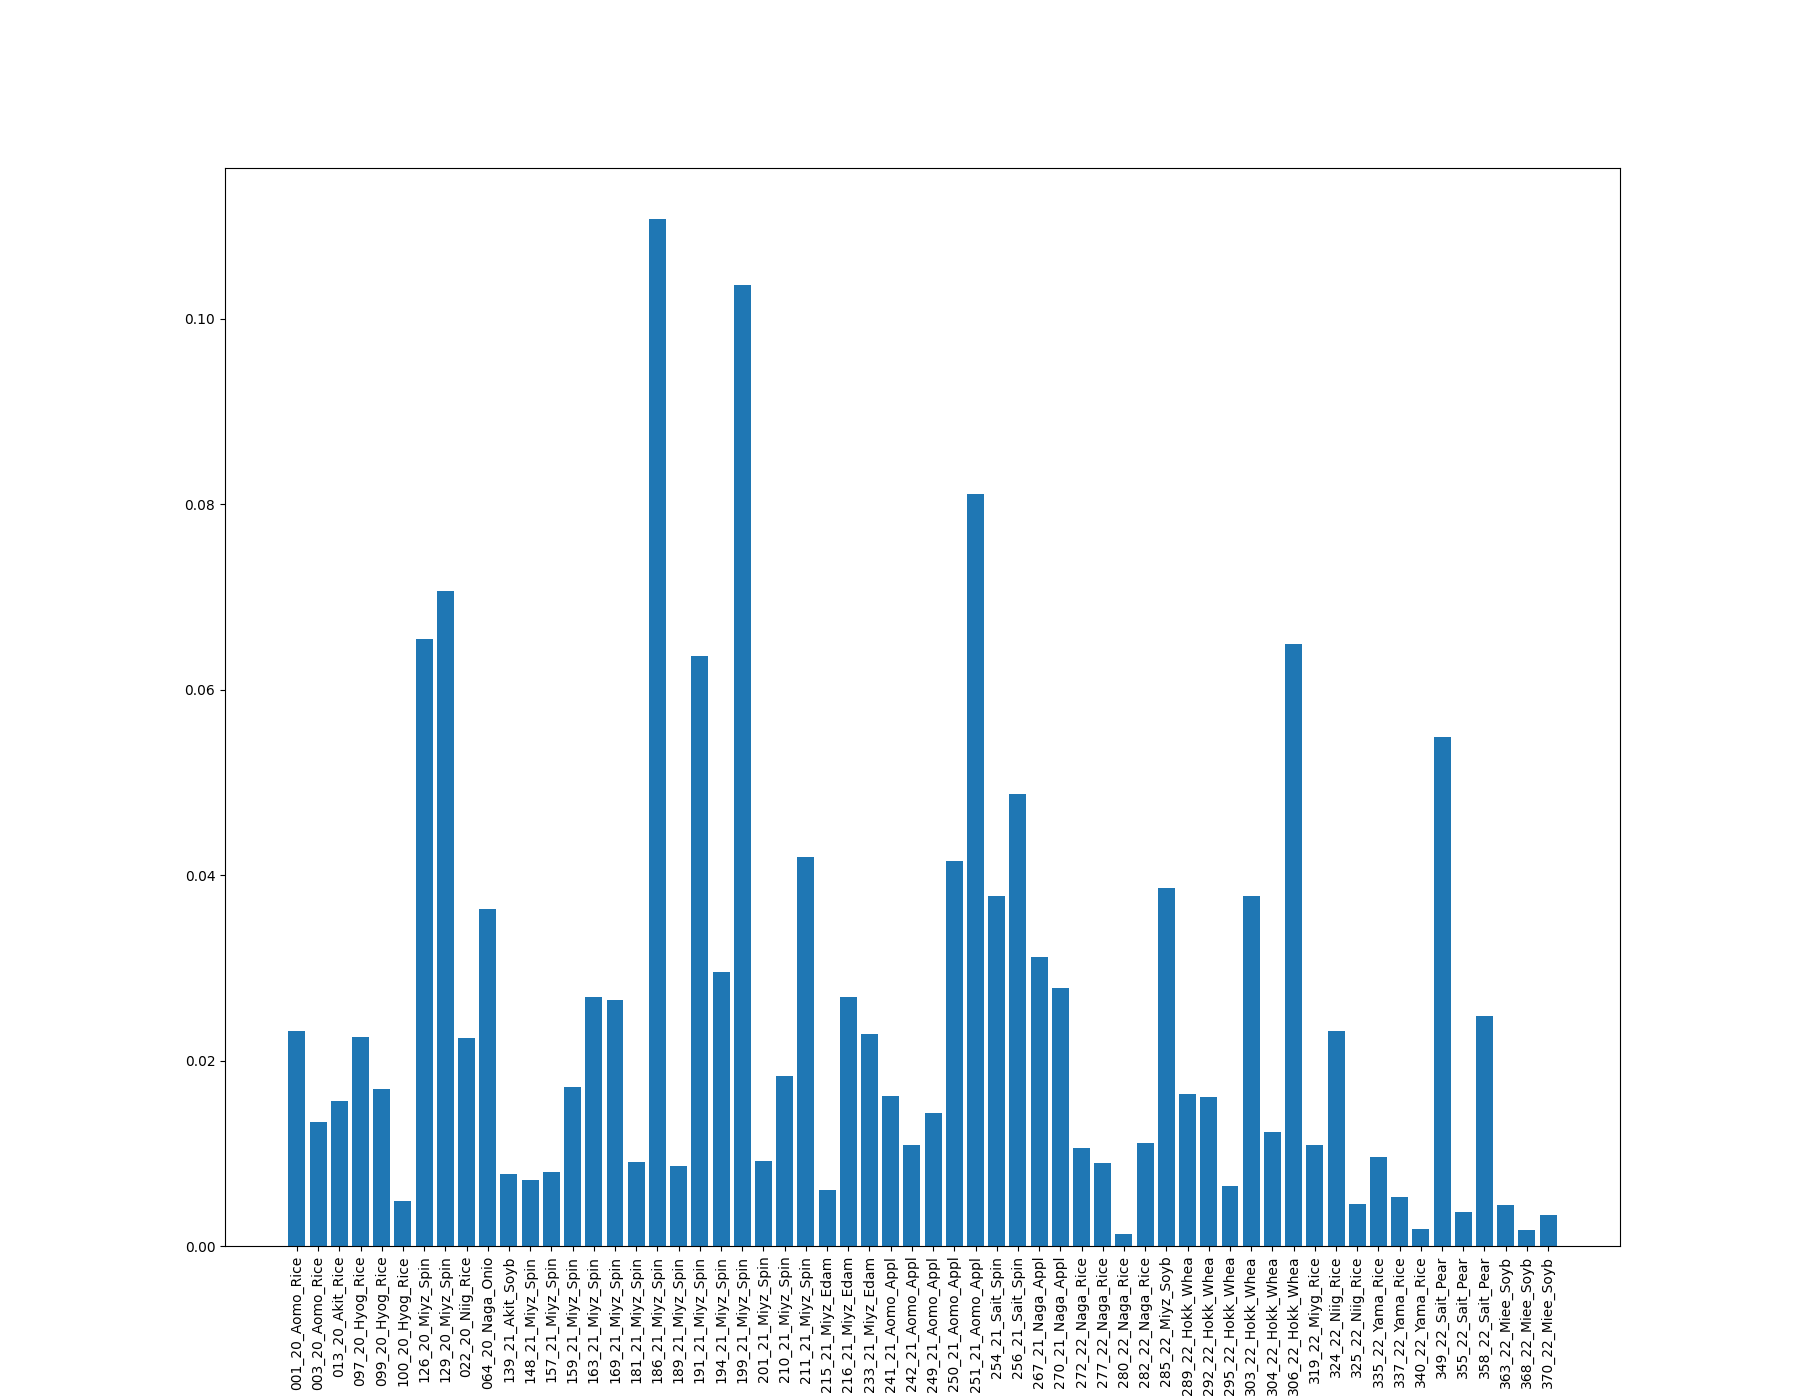 0.10
0.08
0.06
0.04
0.02
0.00
001_20_Aomo_Rice
003_20_Aomo_Rice
013_20_Akit_Rice
097_20_Hyog_Rice
099_20_Hyog_Rice
100_20_Hyog_Rice
126_20_Miyz_Spin
129_20_Miyz_Spin
022_20_Niig_Rice
064_20_Naga_Onio
139_21_Akit_Soyb
148_21_Miyz_Spin
157_21_Miyz_Spin
159_21_Miyz_Spin
163_21_Miyz_Spin
169_21_Miyz_Spin
181_21_Miyz_Spin
186_21_Miyz_Spin
189_21_Miyz_Spin
191_21_Miyz_Spin
194_21_Miyz_Spin
199_21_Miyz_Spin
201_21_Miyz_Spin
210_21_Miyz_Spin
211_21_Miyz_Spin
215_21_Miyz_Edam
216_21_Miyz_Edam
233_21_Miyz_Edam
241_21_Aomo_Appl
242_21_Aomo_Appl
249_21_Aomo_Appl
250_21_Aomo_Appl
251_21_Aomo_Appl
254_21_Sait_Spin
256_21_Sait_Spin
267_21_Naga_Appl
270_21_Naga_Appl
272_22_Naga_Rice
277_22_Naga_Rice
280_22_Naga_Rice
282_22_Naga_Rice
285_22_Miyz_Soyb
289_22_Hokk_Whea
292_22_Hokk_Whea
295_22_Hokk_Whea
303_22_Hokk_Whea
304_22_Hokk_Whea
306_22_Hokk_Whea
319_22_Miyg_Rice
324_22_Niig_Rice
325_22_Niig_Rice
335_22_Yama_Rice
337_22_Yama_Rice
340_22_Yama_Rice
349_22_Sait_Pear
355_22_Sait_Pear
358_22_Sait_Pear
363_22_Miee_Soyb
368_22_Miee_Soyb
370_22_Miee_Soyb